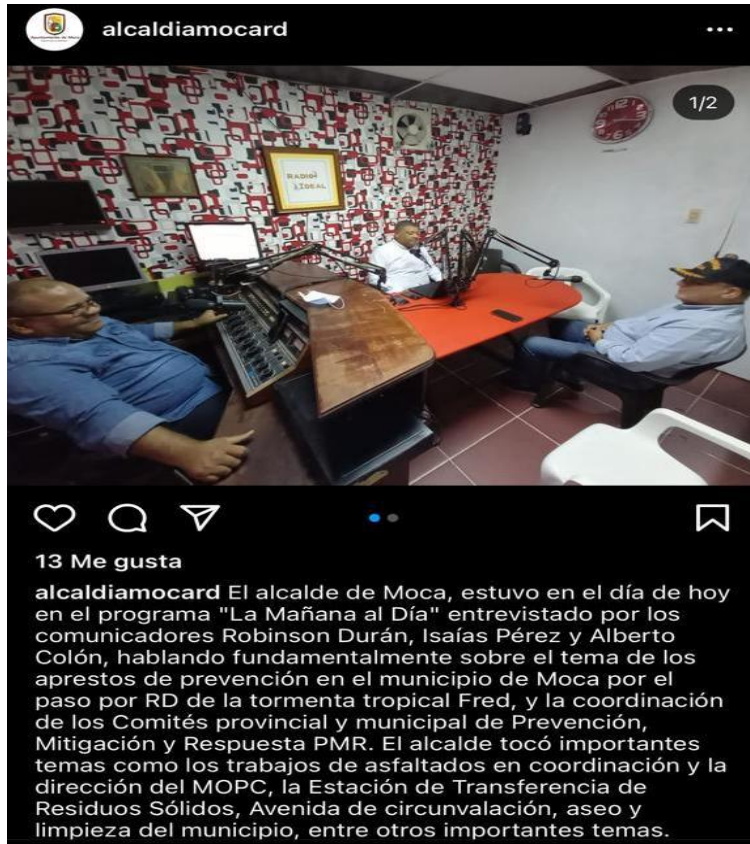 alcaldiamocard
1/2
RADIO
IDEAL
13 Me gusta
alcaldiamocard El alcalde de Moca, estuvo en el día de hoy
en el programa "La Mañana al Día" entrevistado por los
comunicadores Robinson Durán, Isaías Pérez y Alberto
Colón, hablando fundamentalmente sobre el tema de los
aprestos de prevención en el municipio de Moca por el
paso por RD de la tormenta tropical Fred, y la coordinación
de los Comités provincial y municipal de Prevención,
Mitigación y Respuesta PMR. El alcalde tocó importantes
temas como los trabajos de asfaltados en coordinación y la
dirección del MOPC, la Estación de Transferencia de
Residuos Sólidos, Avenida de circunvalación, aseo y
limpieza del municipio, entre otros importantes temas.